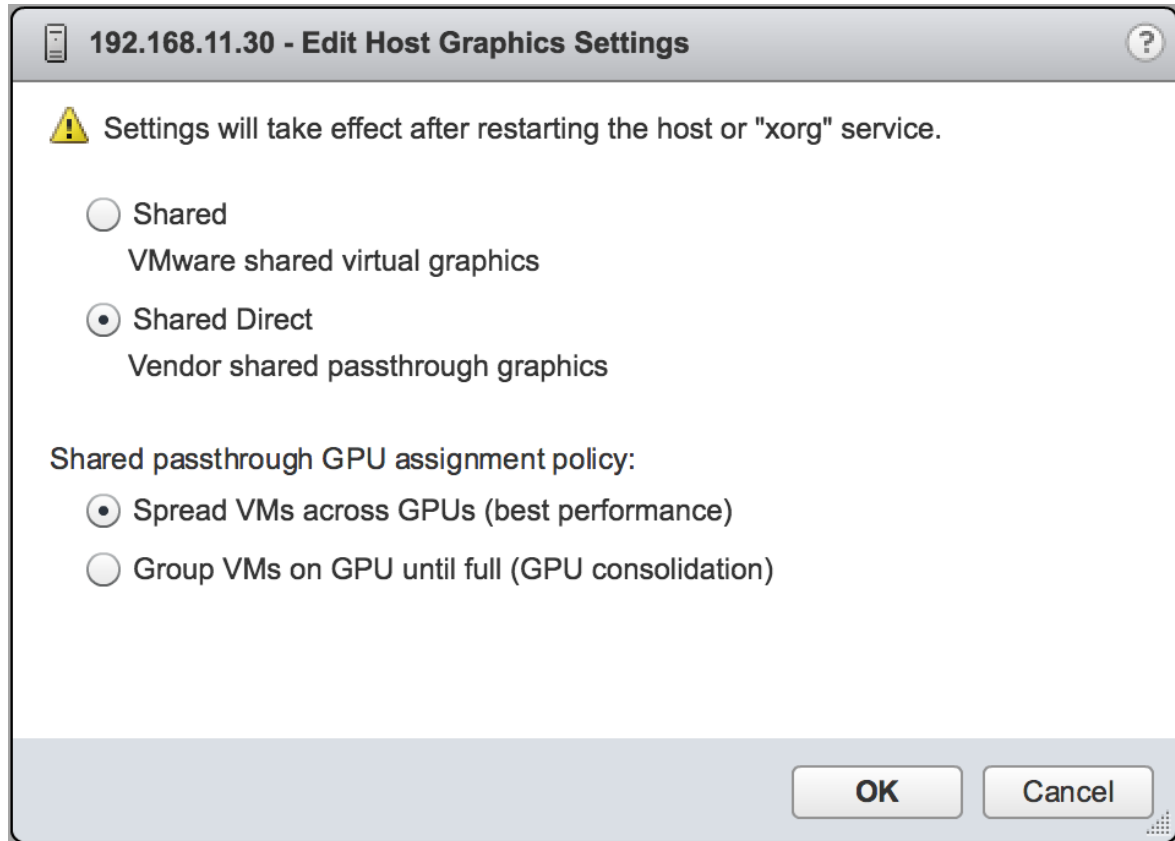 192.168.11.30 - Edit Host Graphics Settings
?
Settings will take effect after restarting the host or "xorg" service.
Shared
VMware shared virtual graphics
Shared Direct
Vendor shared passthrough graphics
Shared passthrough GPU assignment policy:
Spread VMs across GPUs (best performance)
Group VMs on GPU until full (GPU consolidation)
OK
Cancel